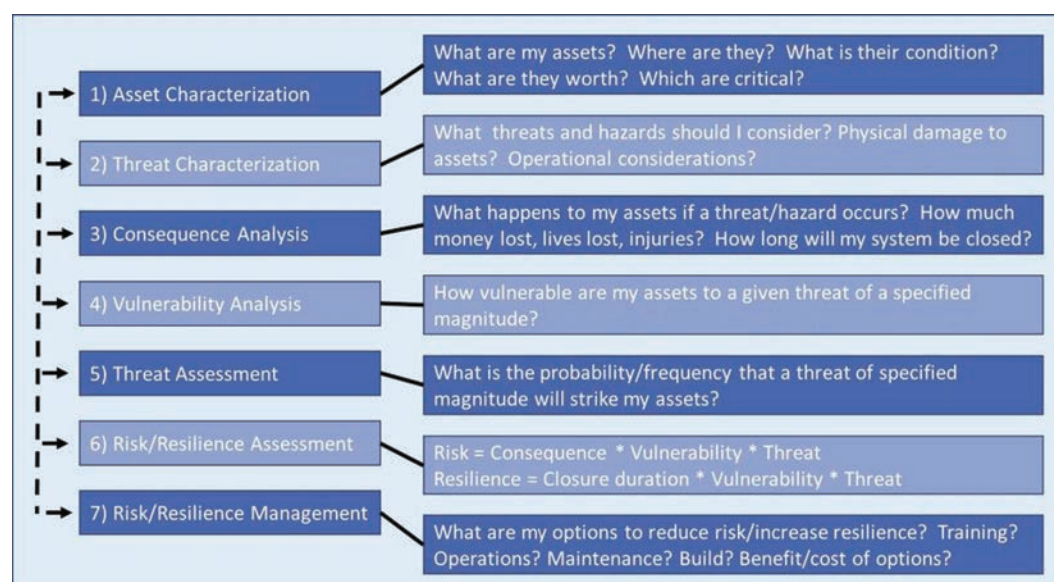 1) Asset Characterization
What are my assets? Where are they? What is their condition?
What are they worth? Which are critical?
2) Threat Characterization
What threats and hazards should I consider? Physical damage to
assets? Operational considerations?
3) Consequence Analysis
What happens to my assets if a threat/hazard occurs? How much
money lost, lives lost, injuries? How long will my system be closed?
4) Vulnerability Analysis
How vulnerable are my assets to a given threat of a specified
magnitude?
5) Threat Assessment
What is the probability/frequency that a threat of specified
magnitude will strike my assets?
6) Risk/Resilience Assessment
Risk = Consequence * Vulnerability * Threat
Resilience = Closure duration * Vulnerability * Threat
7) Risk/Resilience Management
What are my options to reduce risk/increase resilience? Training?
Operations? Maintenance? Build? Benefit/cost of options?